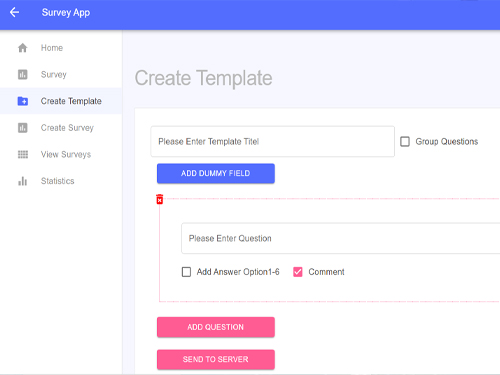 Survey App
Home
Survey
Create Template
Create Survey
View Surveys
Statistics
Create Template
Please Enter Template Titel
Group Questions
ADD DUMMY FIELD
Please Enter Question
Add Answer Option1-6
Comment
ADD QUESTION
SEND TO SERVER